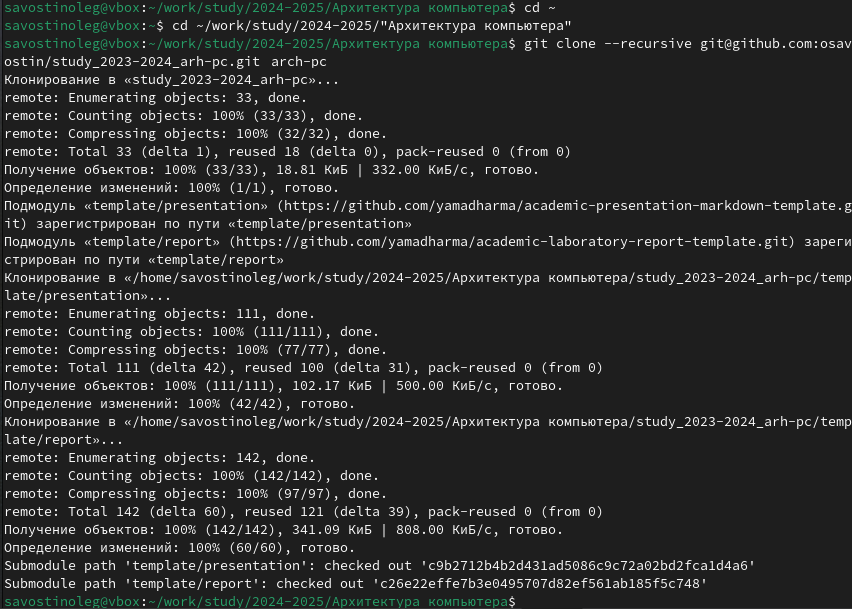 savostinoleg@vbox:~/work/study/2024-2025/Архитектура компьютера$ cd ~
savostinoleg@vbox:~$ cd ~/work/study/2024-2025/"Архитектура компьютера"
savostinoleg@vbox:~/work/study/2024-2025/Архитектура компьютера$ git clone --recursive git@github.com:osav
ostin/study_2023-2024_arh-pc.git arch-pc
Клонирование в «study_2023-2024_arh-pc»...
remote: Enumerating objects: 33, done.
remote: Counting objects: 100% (33/33), done.
remote: Compressing objects: 100% (32/32), done.
remote: Total 33 (delta 1), reused 18 (delta 0), pack-reused 0 (from 0)
Получение объектов: 100% (33/33), 18.81 КиБ | 332.00 КиБ/с, готово.
Определение изменений: 100% (1/1), готово.
Подмодуль «template/presentation» (https://github.com/yamadharma/academic-presentation-markdown-template.g
it) зарегистрирован по пути «template/presentation»
Подмодуль «template/report» (https://github.com/yamadharma/academic-laboratory-report-template.git) зареги
стрирован по пути «template/report»
Клонирование в «/home/savostinoleg/work/study/2024-2025/Архитектура компьютера/study_2023-2024_arh-pc/temp
late/presentation»...
remote: Enumerating objects: 111, done.
remote: Counting objects: 100% (111/111), done.
remote: Compressing objects: 100% (77/77), done.
remote: Total 111 (delta 42), reused 100 (delta 31), pack-reused 0 (from 0)
Получение объектов: 100% (111/111), 102.17 КиБ | 500.00 КиБ/с, готово.
Определение изменений: 100% (42/42), готово.
Клонирование в «/home/savostinoleg/work/study/2024-2025/Архитектура компьютера/study_2023-2024_arh-pc/temp
late/report»...
remote: Enumerating objects: 142, done.
remote: Counting objects: 100% (142/142), done.
remote: Compressing objects: 100% (97/97), done.
remote: Total 142 (delta 60), reused 121 (delta 39), pack-reused 0 (from 0)
Получение объектов: 100% (142/142), 341.09 КиБ | 808.00 КиБ/с, готово.
Определение изменений: 100% (60/60), готово.
Submodule path 'template/presentation': checked out 'c9b2712b4b2d431ad5086c9c72a02bd2fca1d4a6'
Submodule path 'template/report': checked out 'c26e22effe7b3e0495707d82ef561ab185f5c748'
savostinoleg@vbox:~/work/study/2024-2025/Архитектура компьютера$